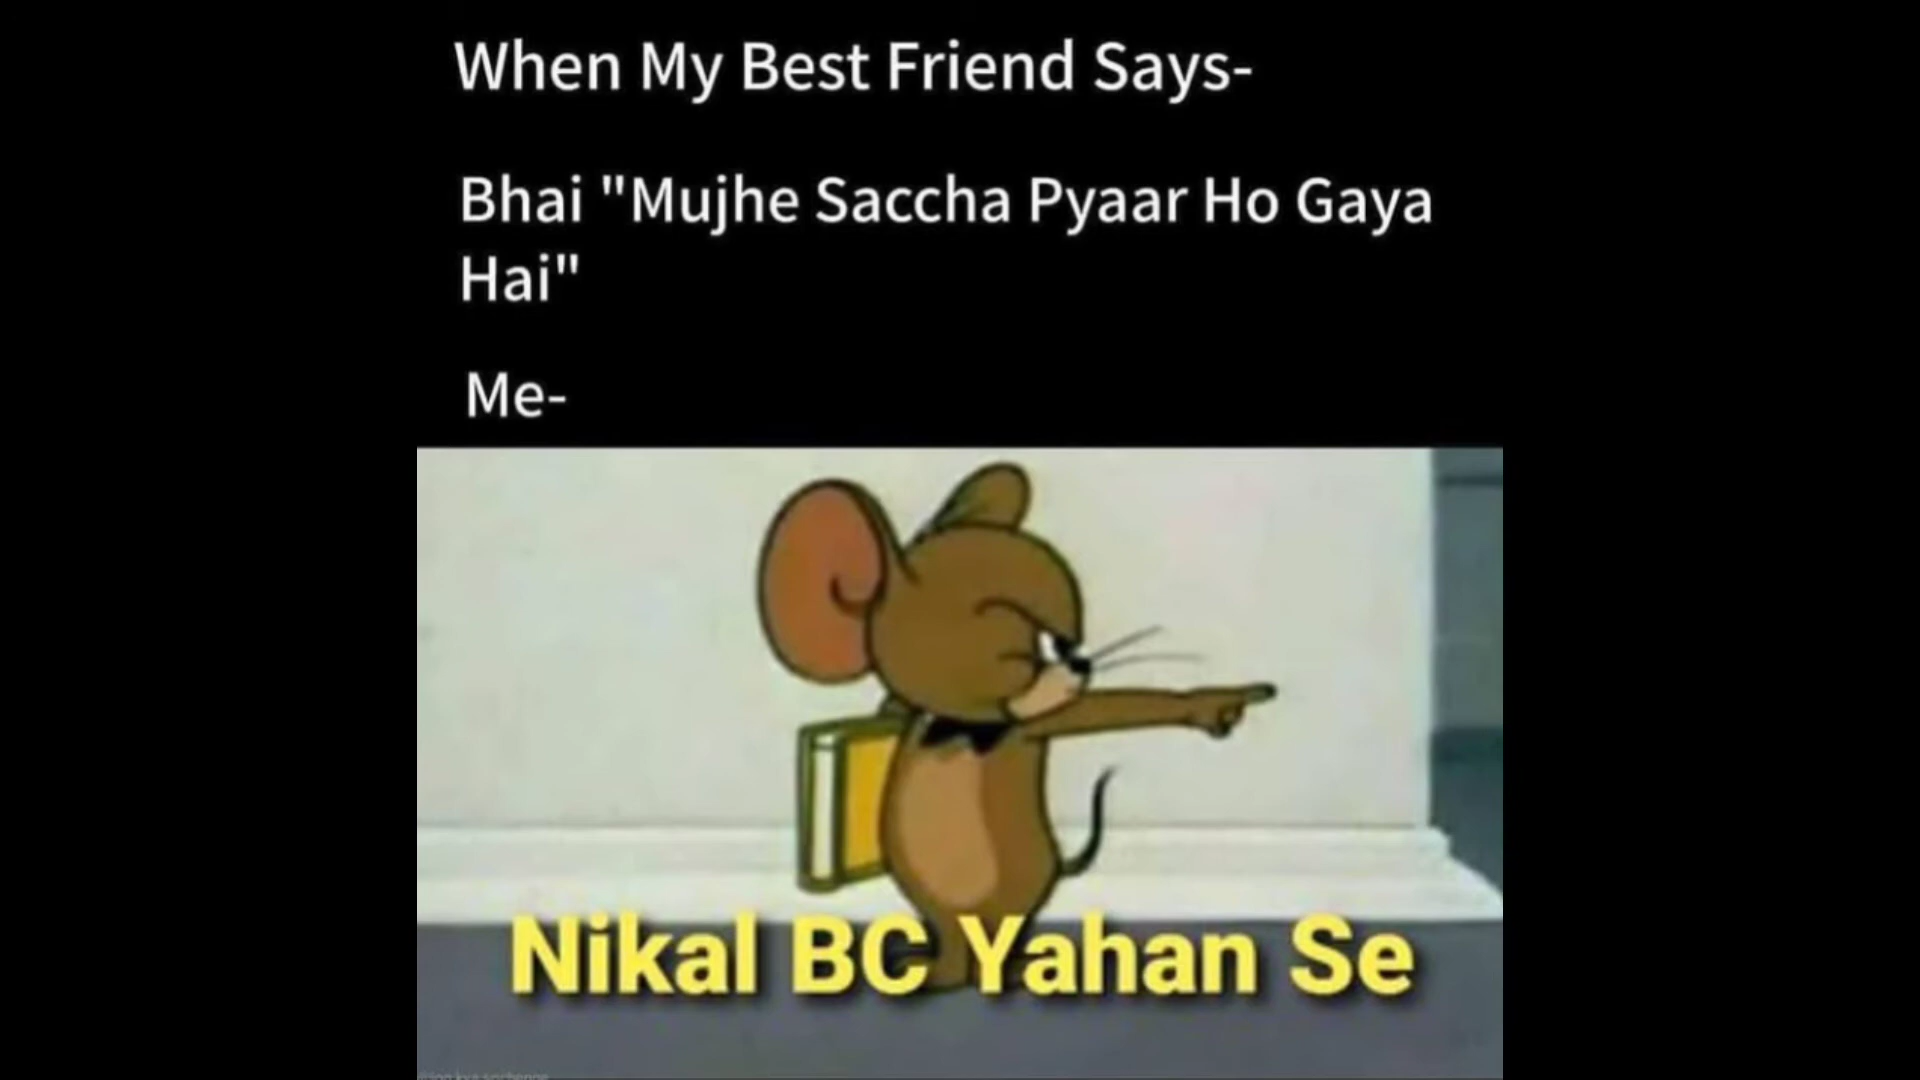 When My Best Friend Says-
Bhai "Mujhe Saccha Pyaar Ho Gaya
Hai"
Me-
Nikal BC Yahan Se